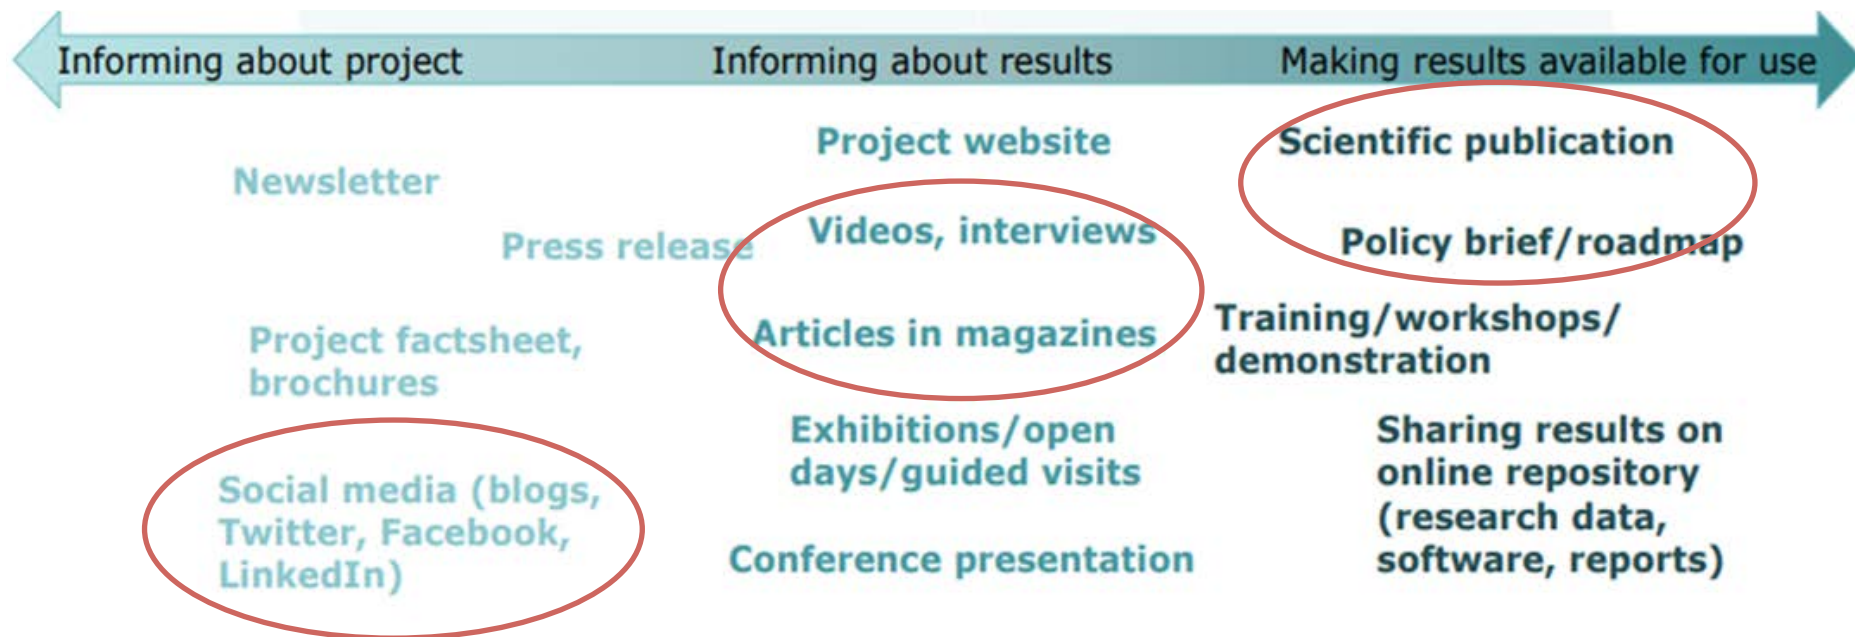 Informing about project
Informing about results
Making results available for use
Newsletter
Press release
Project factsheet,
brochures
Social media (blogs,
Twitter, Facebook,
LinkedIn)
Project website
Videos, interviews
Articles in magazines
Exhibitions/open
days/guided visits
Conference presentation
Scientific publication
Policy brief/roadmap
Training/workshops/
demonstration
Sharing results on
online repository
(research data,
software, reports)